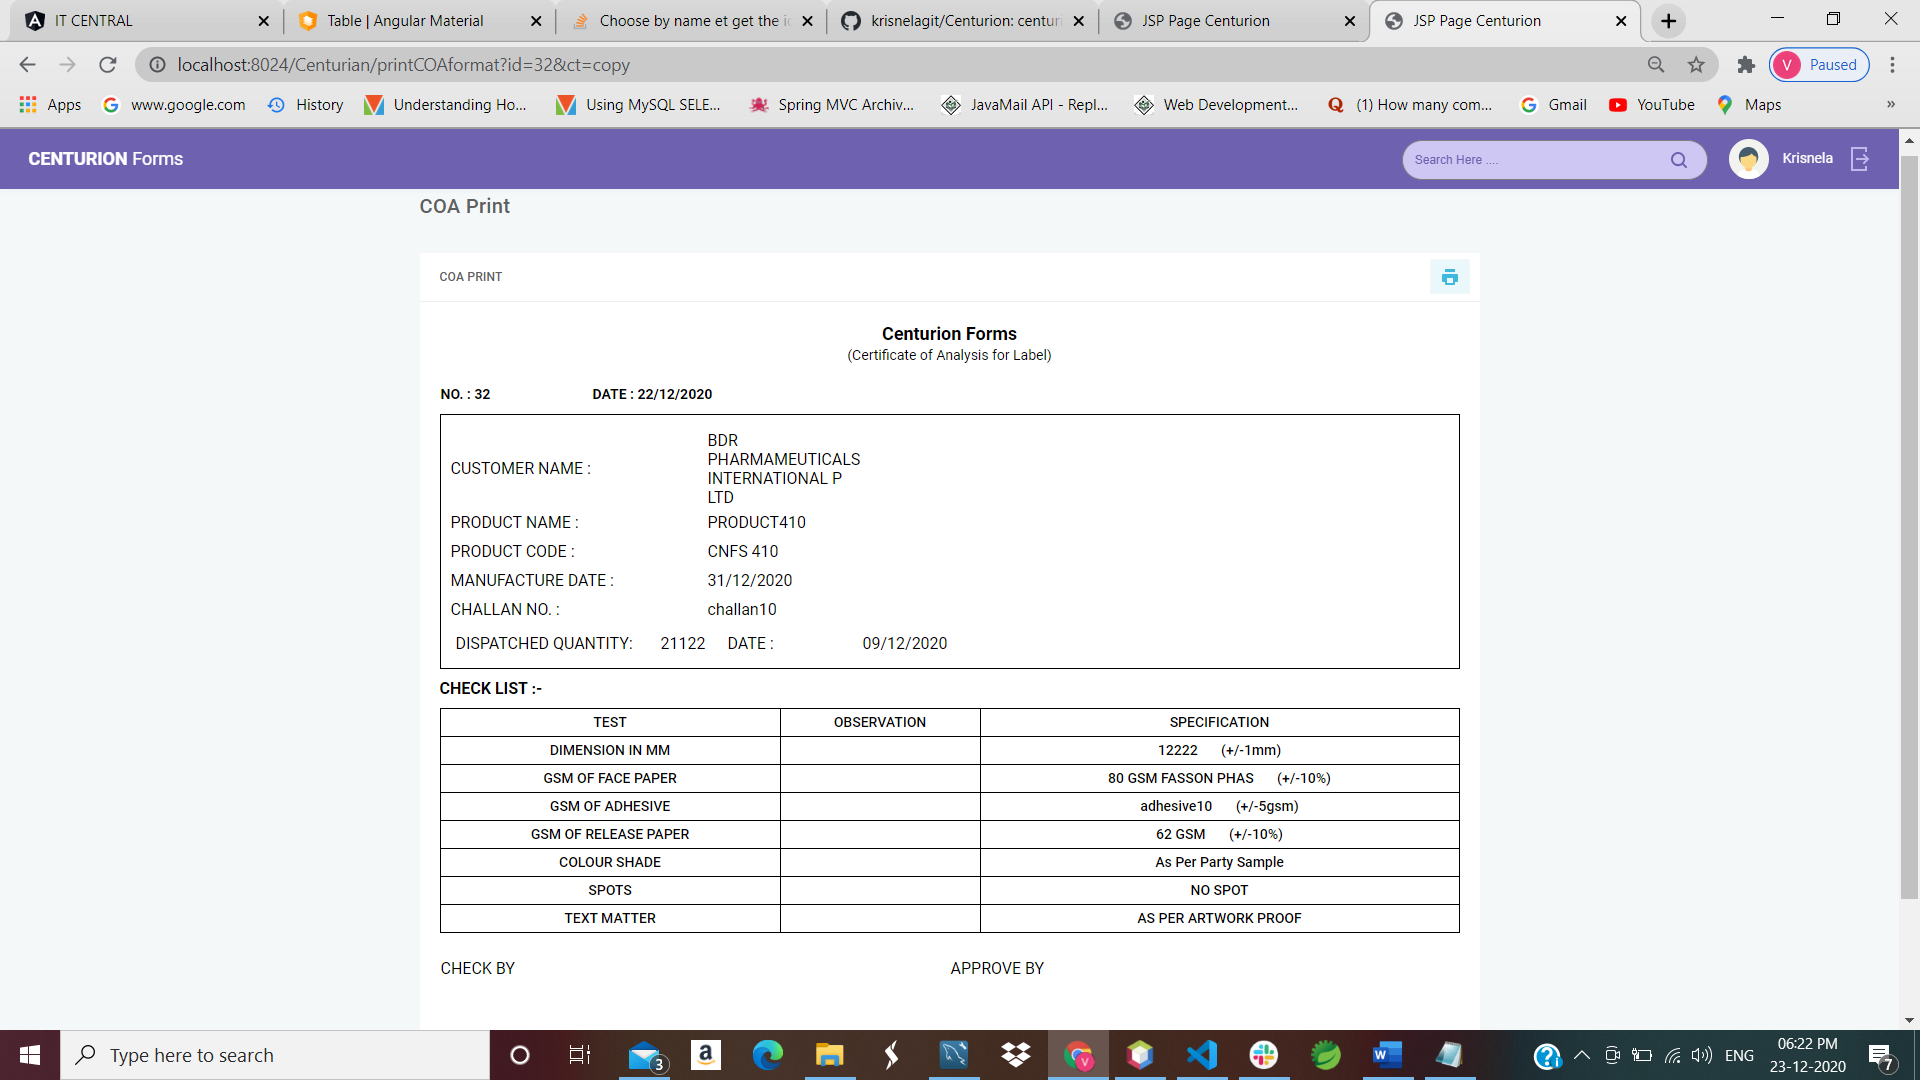 IT CENTRAL
Table | Angular Material
Choose by name et get the i
krisnelagit/Centurion: centuri
JSP Page Centurion
JSP Page Centurion
localhost:8024/Centurian/printCOAformat?id=32&ct=copy
V Paused
Apps
www.google.com
History
Understanding Ho...
Using MySQL SELE...
Spring MVC Archiv...
JavaMail API - Repl...
Web Development...
(1) How many com...
Gmail
YouTube
Maps
»
CENTURION Forms
Search Here ....
Krisnela
COA Print
COA PRINT
Centurion Forms
(Certificate of Analysis for Label)
NO. : 32 DATE : 22/12/2020
CUSTOMER NAME :
BDR
PHARMAMEUTICALS
INTERNATIONAL P
LTD
PRODUCT NAME : PRODUCT410
PRODUCT CODE : CNFS 410
MANUFACTURE DATE : 31/12/2020
CHALLAN NO. : challan10
DISPATCHED QUANTITY: 21122 DATE : 09/12/2020
CHECK LIST :-
TEST OBSERVATION SPECIFICATION
DIMENSION IN MM 12222 (+/-1mm)
GSM OF FACE PAPER 80 GSM FASSON PHAS (+/-10%)
GSM OF ADHESIVE adhesive10 (+/-5gsm)
GSM OF RELEASE PAPER 62 GSM (+/-10%)
COLOUR SHADE As Per Party Sample
SPOTS NO SPOT
TEXT MATTER AS PER ARTWORK PROOF
CHECK BY APPROVE BY
Type here to search
3
ENG
06:22 PM
23-12-2020
7